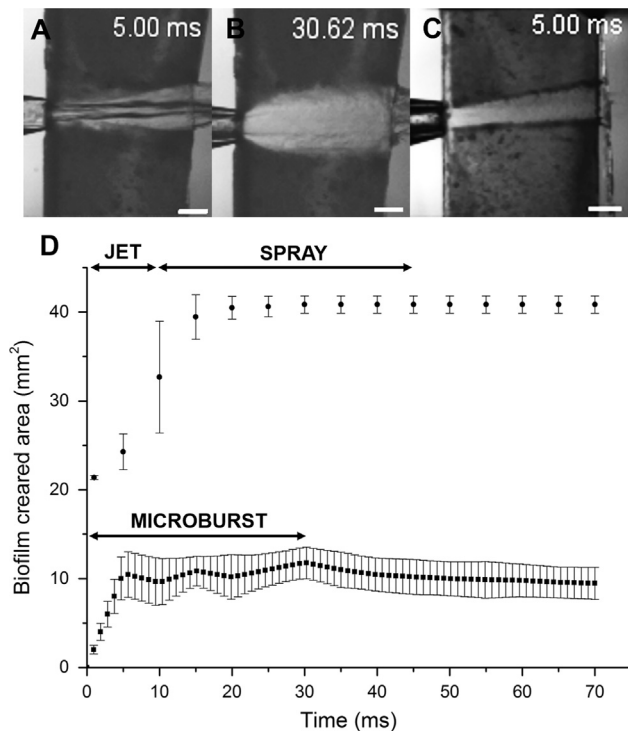 A 5.00 ms
B 30.62 ms
C 5.00 ms
D
JET SPRAY
MICROBURST
Biofilm creared area (mm²)
40
30
20
10
0
0 10 20 30 40 50 60 70
Time (ms)